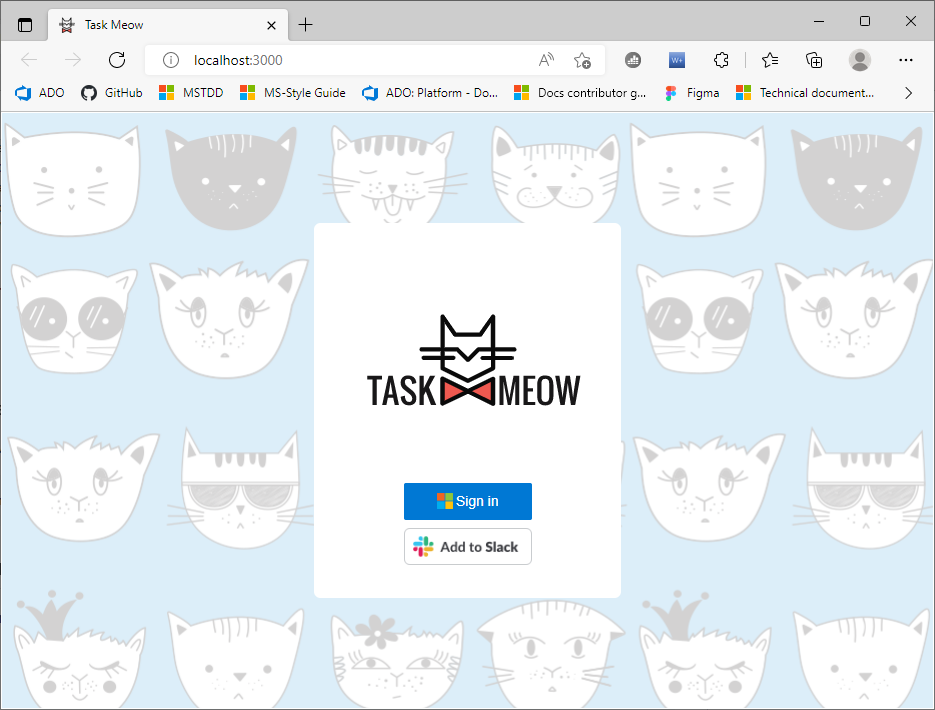 Task Meow
localhost:3000
ADO GitHub MSTDD MS-Style Guide ADO: Platform - Do... Docs contributor g... Figma Technical document...
TASK MEOW
Sign in
Add to Slack